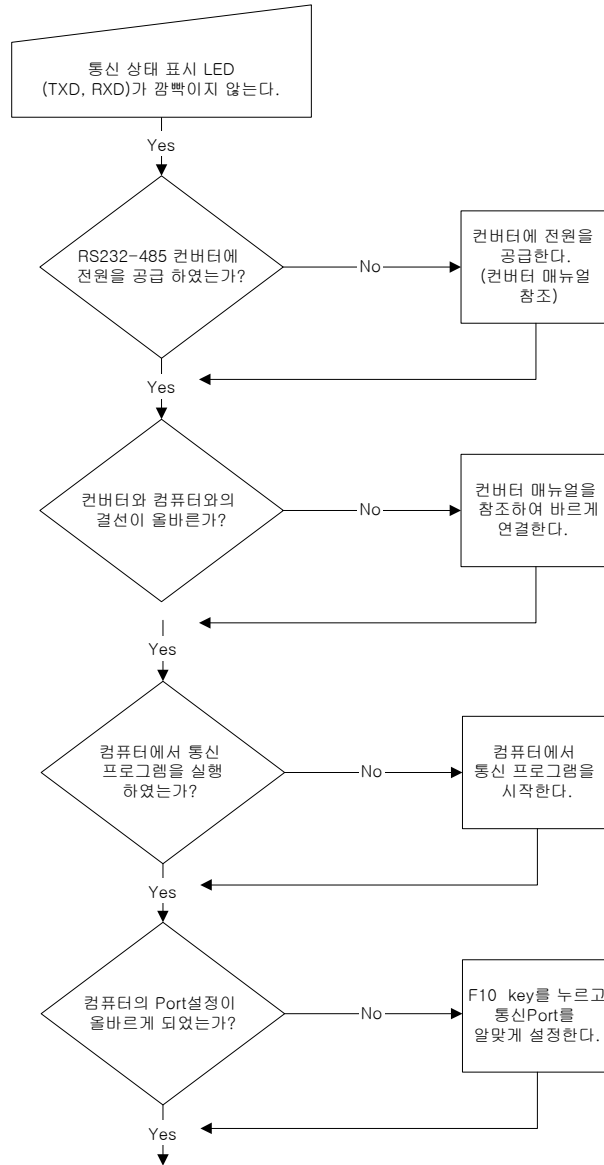 통신 상태 표시 LED
(TXD, RXD)가 깜빡이지 않는다.
Yes
RS232-485 컨버터에
전원을 공급 하였는가?
No
컨버터에 전원을
공급한다.
(컨버터 매뉴얼
참조)
Yes
컨버터와 컴퓨터와의
결선이 올바른가?
No
컨버터 매뉴얼을
참조하여 바르게
연결한다.
Yes
컴퓨터에서 통신
프로그렘을 실행
하였는가?
No
컴퓨터에서
통신 프로그램을
시작한다.
Yes
컴퓨터의 Port설정이
올바르게 되었는가?
No
F10 key를 누르고
통신Port를
알맞게 설정한다.
Yes